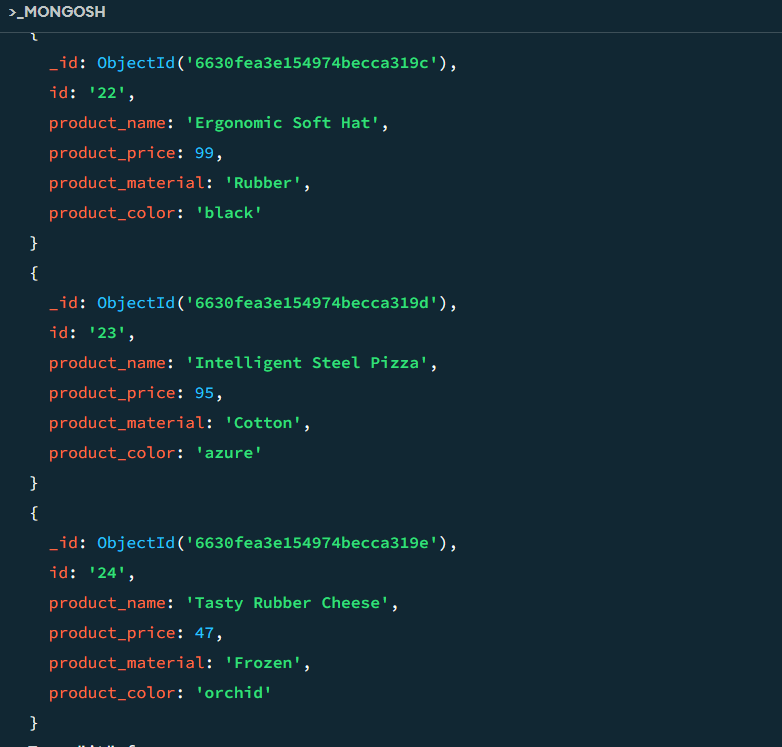 >_MONGOSH
{
_id: ObjectId('6630fea3e154974becca319c'),
id: '22',
product_name: 'Ergonomic Soft Hat',
product_price: 99,
product_material: 'Rubber',
product_color: 'black'
}
{
_id: ObjectId('6630fea3e154974becca319d'),
id: '23',
product_name: 'Intelligent Steel Pizza',
product_price: 95,
product_material: 'Cotton',
product_color: 'azure'
}
{
_id: ObjectId('6630fea3e154974becca319e'),
id: '24',
product_name: 'Tasty Rubber Cheese',
product_price: 47,
product_material: 'Frozen',
product_color: 'orchid'
}